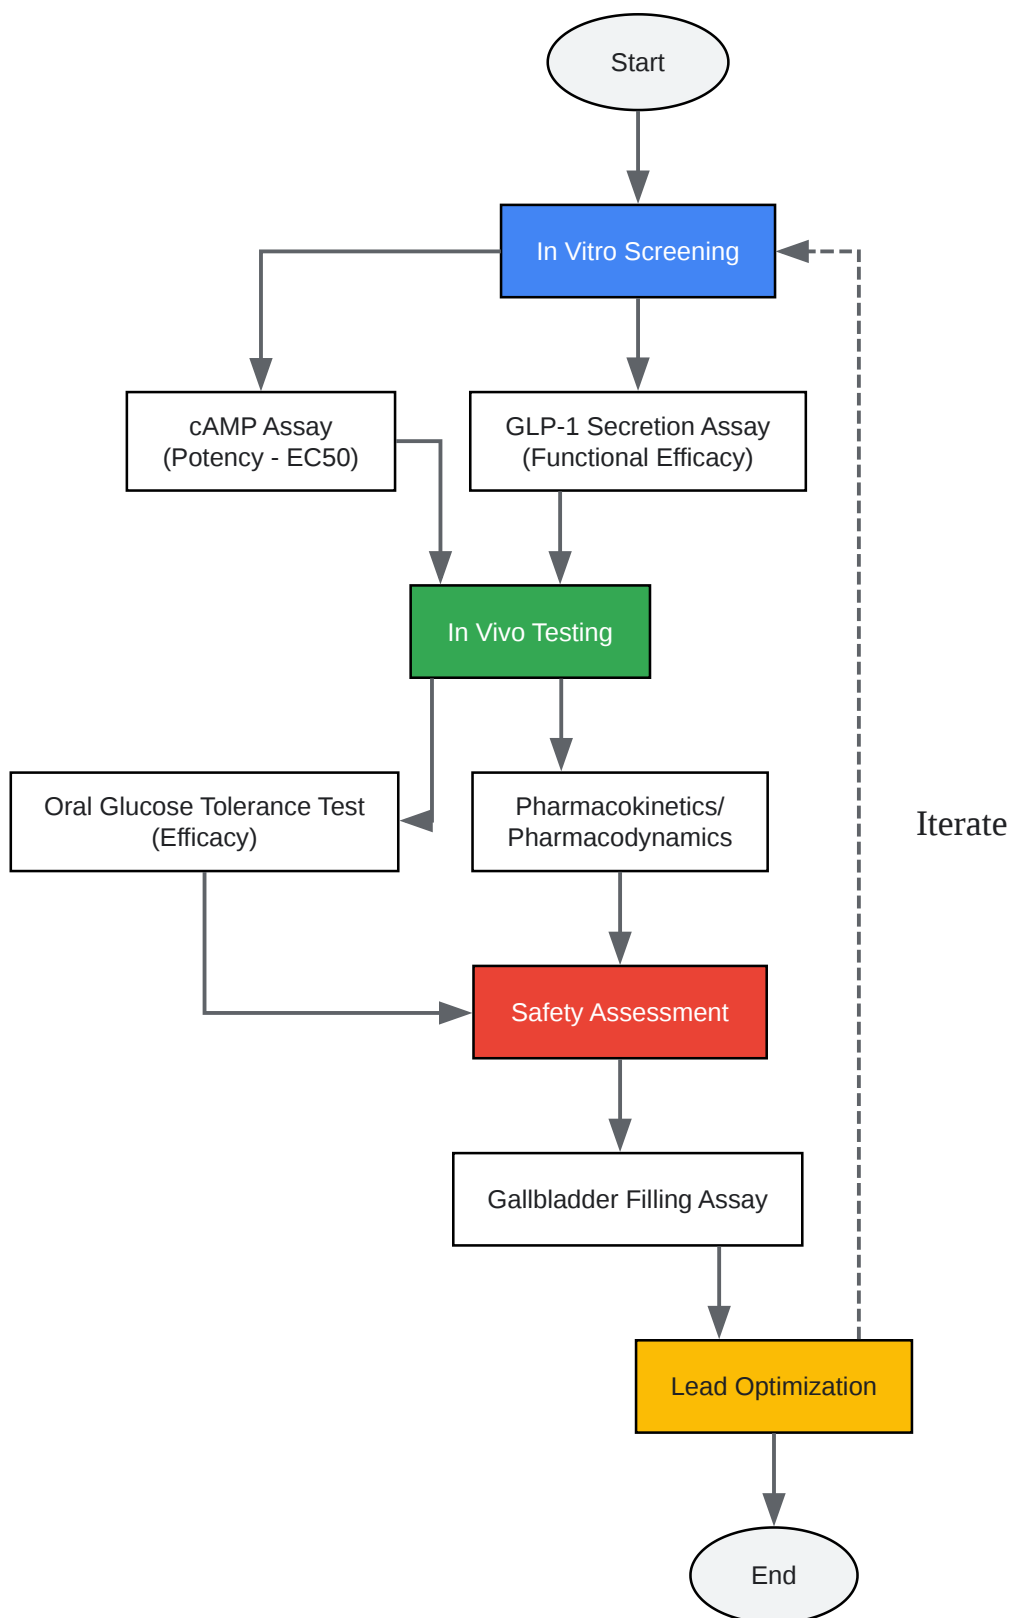 Start
In Vitro Screening
cAMP Assay
(Potency - EC50)
GLP-1 Secretion Assay
(Functional Efficacy)
In Vivo Testing
Oral Glucose Tolerance Test
(Efficacy)
Pharmacokinetics/
Pharmacodynamics
Iterate
Safety Assessment
Gallbladder Filling Assay
Lead Optimization
End